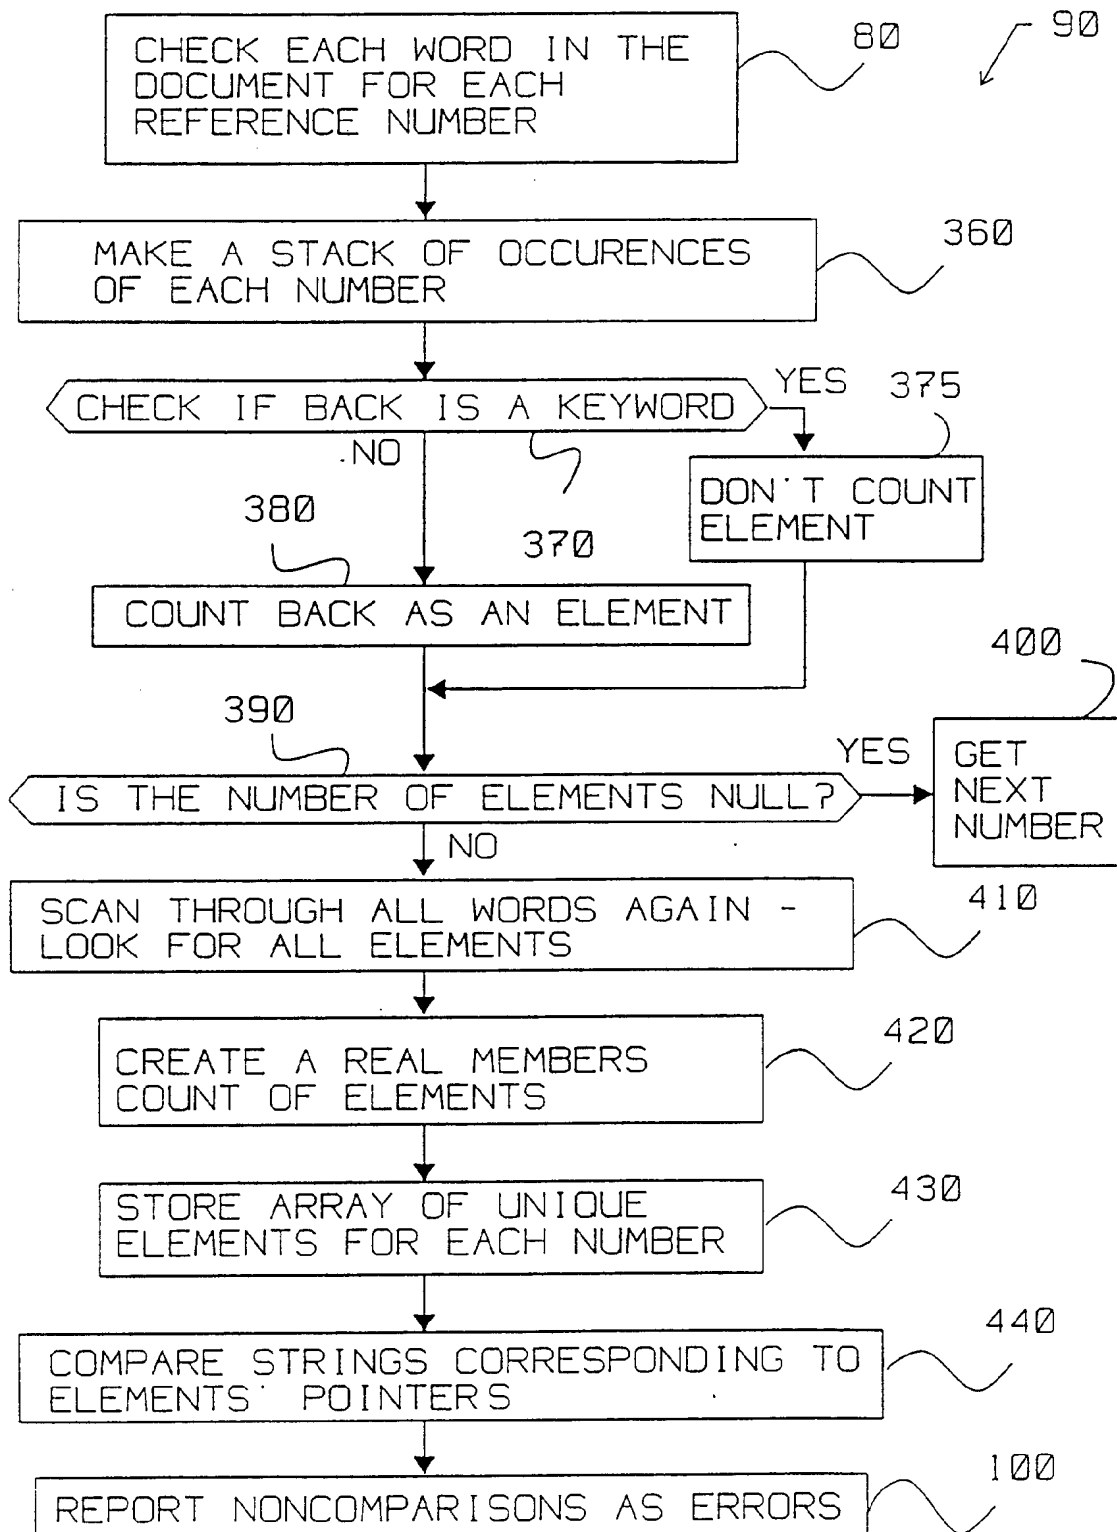 90
80
CHECK EACH WORD IN THE
DOCUMENT FOR EACH
REFERENCE NUMBER
360
MAKE A STACK OF OCCURENCES
OF EACH NUMBER
YES
375
CHECK IF BACK IS A KEYWORD
NO
370
DON'T COUNT
ELEMENT
380
COUNT BACK AS AN ELEMENT
400
390
YES
GET
NEXT
NUMBER
IS THE NUMBER OF ELEMENTS NULL?
NO
410
SCAN THROUGH ALL WORDS AGAIN -
LOOK FOR ALL ELEMENTS
420
CREATE A REAL MEMBERS
COUNT OF ELEMENTS
430
STORE ARRAY OF UNIQUE
ELEMENTS FOR EACH NUMBER
440
COMPARE STRINGS CORRESPONDING TO
ELEMENTS' POINTERS
100
REPORT NONCOMPARISONS AS ERRORS